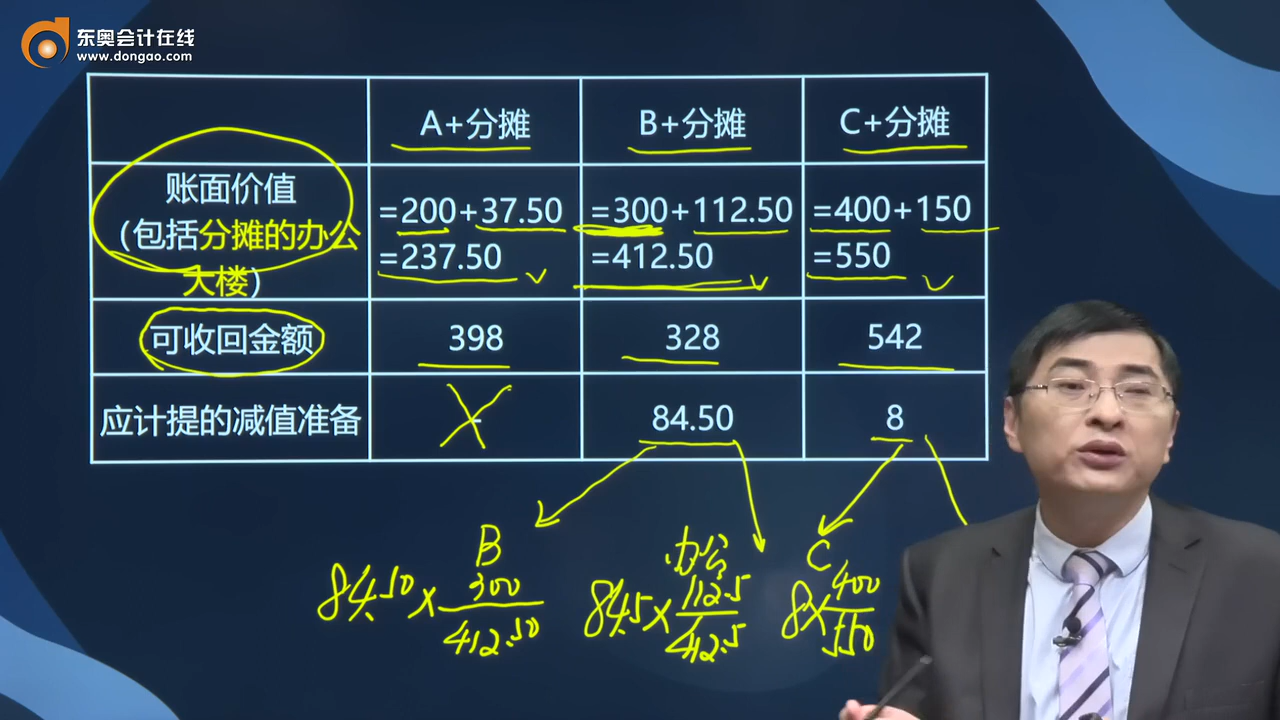 东奥会计在线
www.dongao.com
A+分摊
B+分摊
C+分摊
账面价值
(包括分摊的办公
大楼)
=200+37.50
=237.50
=300+112.50
=412.50
=400+150
=550
可收回金额
398
328
542
应计提的减值准备
84.50
8
B
84.50×300/412.50
办公
84.5×112.5/412.5
C
8×400/550